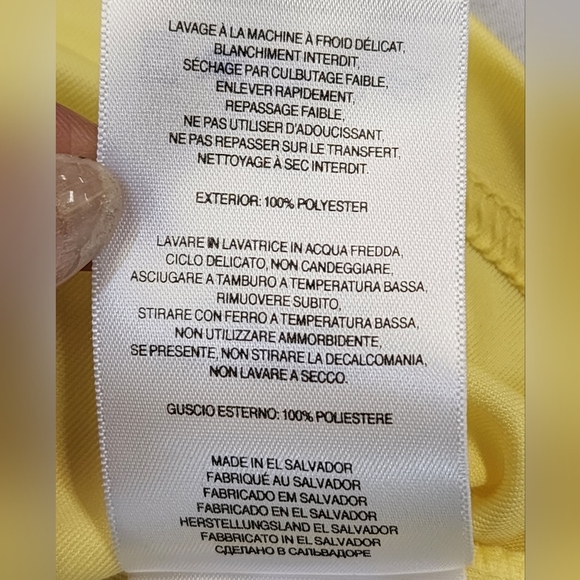 LAVAGE À LA MACHINE À FROID DÉLICAT,
BLANCHIMENT INTERDIT,
SÉCHAGE PAR CULBUTAGE FAIBLE,
ENLEVER RAPIDEMENT,
REPASSAGE FAIBLE,
NE PAS UTILISER D'ADOUCISSANT,
NE PAS REPASSER SUR LE TRANSFERT,
NETTOYAGE À SEC INTERDIT.
EXTERIOR: 100% POLYESTER
LAVARE IN LAVATRICE IN ACQUA FREDDA,
CICLO DELICATO, NON CANDEGGIARE,
ASCIUGARE A TAMBURO A TEMPERATURA BASSA,
RIMUOVERE SUBITO,
STIRARE CON FERRO A TEMPERATURA BASSA,
NON UTILIZZARE AMMORBIDENTE,
SE PRESENTE, NON STIRARE LA DECALCOMANIA,
NON LAVARE A SECCO.
GUSCIO ESTERNO: 100% POLIESTERE
MADE IN EL SALVADOR
FABRIQUÉ AU SALVADOR
FABRICADO EM SALVADOR
FABRICADO EN EL SALVADOR
HERSTELLUNGSLAND EL SALVADOR
FABBRICATO IN EL SALVADOR
СДЕЛАНО В САЛЬВАДОРЕ